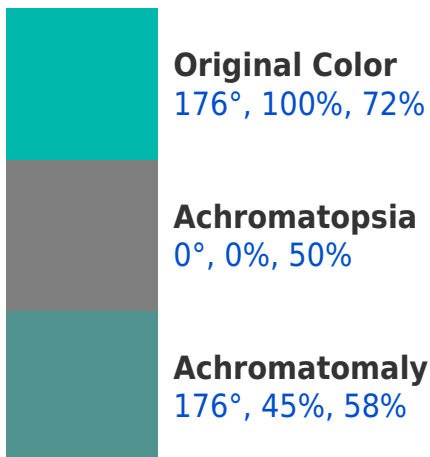 Original Color
176°, 100%, 72%
Achromatopsia
0°, 0%, 50%
Achromatomaly
176°, 45%, 58%